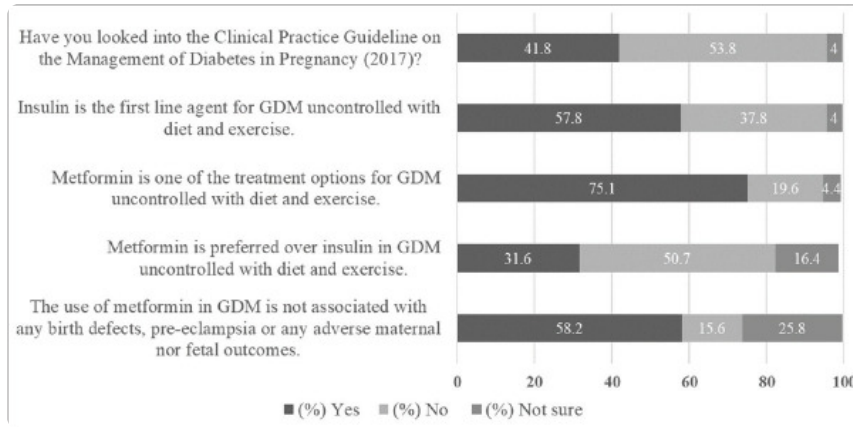 Have you looked into the Clinical Practice Guideline on
the Management of Diabetes in Pregnancy (2017)?
41.8 53.8 4
Insulin is the first line agent for GDM uncontrolled with
diet and exercise.
57.8 37.8 4
Metformin is one of the treatment options for GDM
uncontrolled with diet and exercise.
75.1 19.6 4.4
Metformin is preferred over insulin in GDM
uncontrolled with diet and exercise.
31.6 50.7 16.4
The use of metformin in GDM is not associated with
any birth defects, pre-eclampsia or any adverse maternal
nor fetal outcomes.
58.2 15.6 25.8
0 20 40 60 80 100
(%) Yes (%) No (%) Not sure